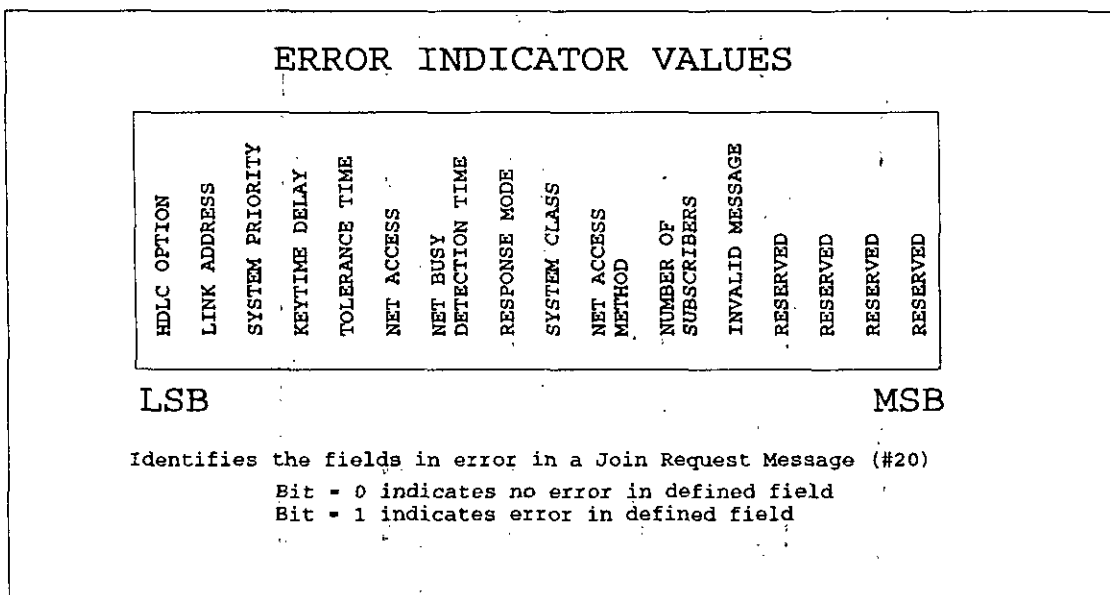 ERROR INDICATOR VALUES
HDLC OPTION
LINK ADDRESS
SYSTEM PRIORITY
KEYTIME DELAY
TOLERANCE TIME
NET ACCESS
NET BUSY
DETECTION TIME
RESPONSE MODE
SYSTEM CLASS
NET ACCESS
METHOD
NUMBER OF
SUBSCRIBERS
INVALID MESSAGE
RESERVED
RESERVED
RESERVED
RESERVED
LSB
MSB
Identifies the fields in error in a Join Request Message (#20)
Bit = 0 indicates no error in defined field
Bit = 1 indicates error in defined field